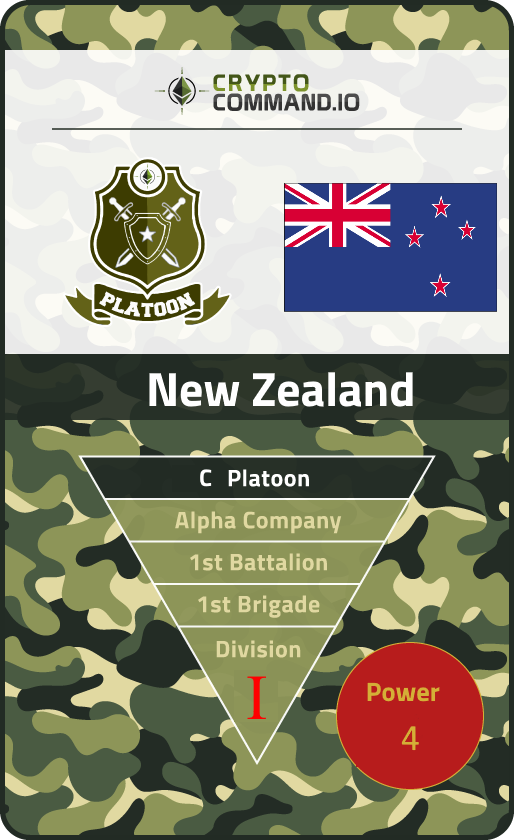 CRYPTO
COMMAND.IO
PLATOON
New Zealand
C Platoon
Alpha Company
1st Battalion
1st Brigade
Division
I
Power
4